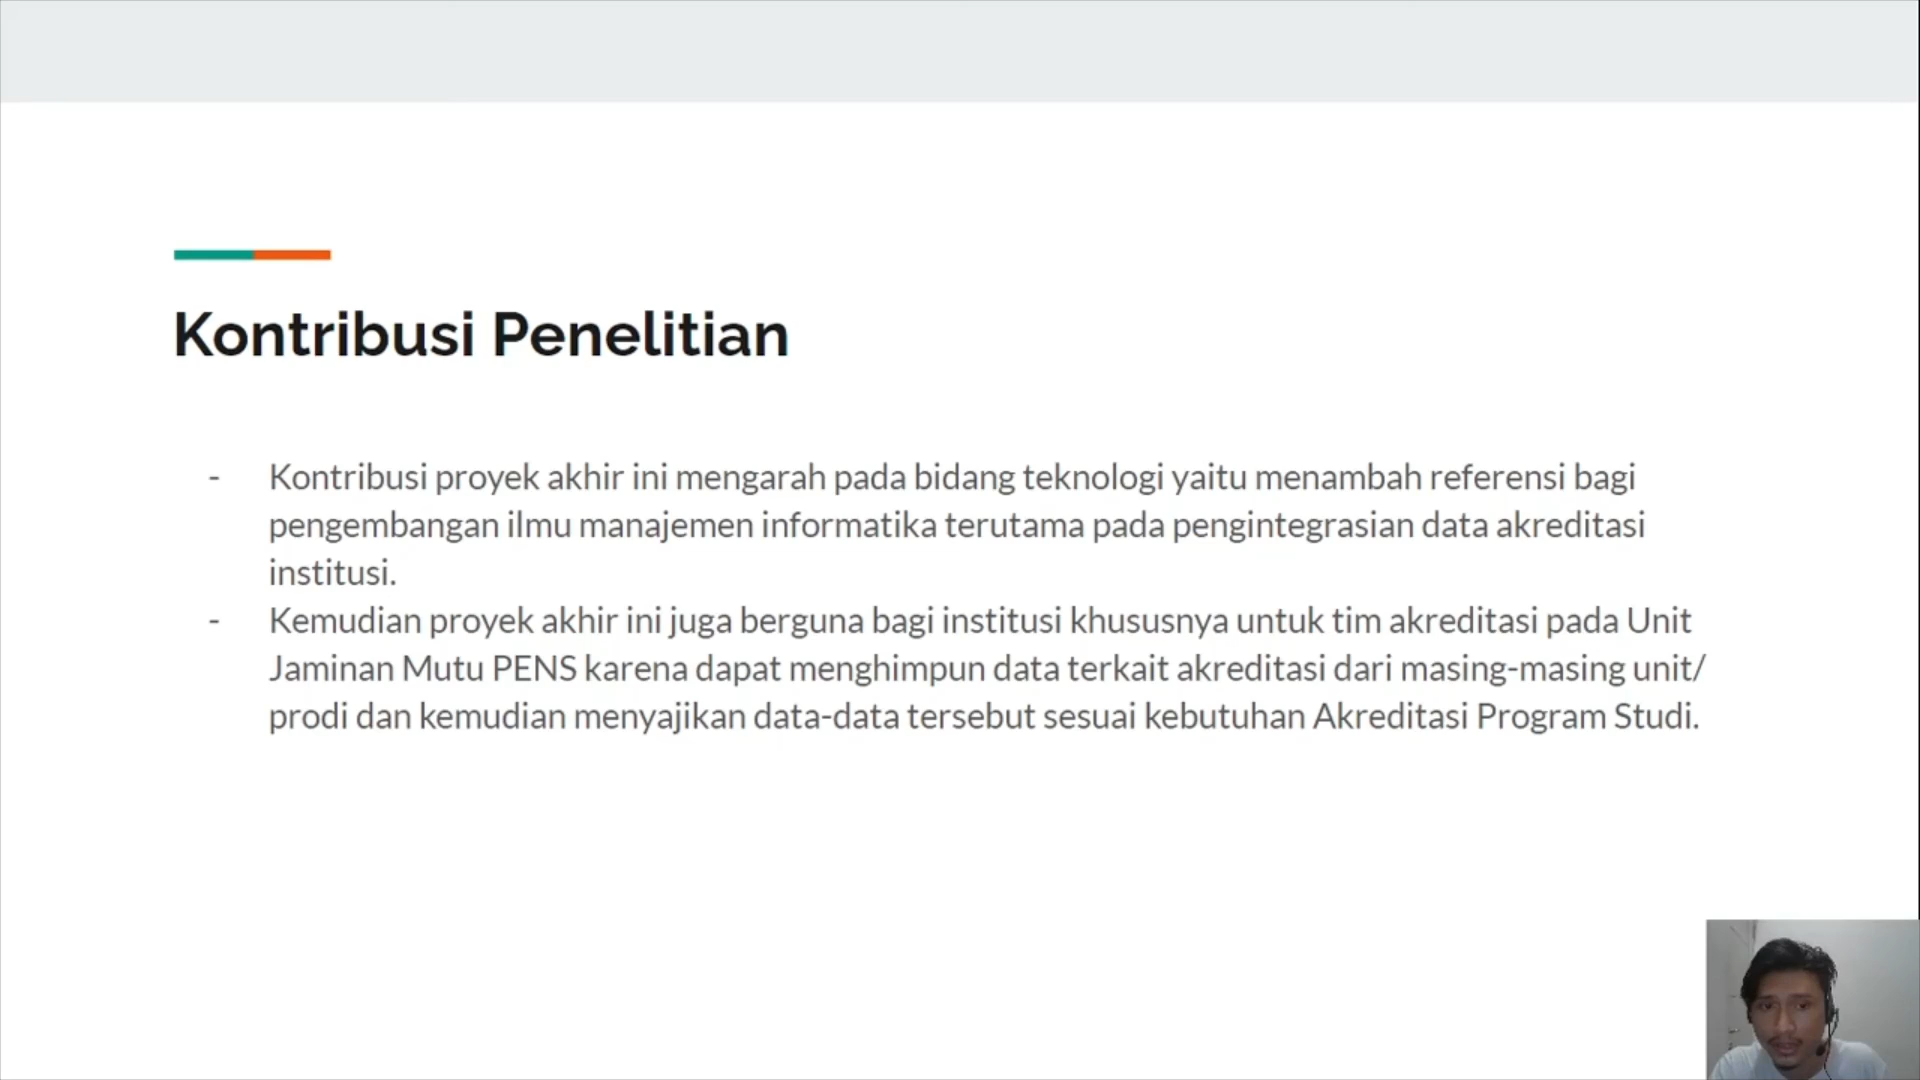 Kontribusi Penelitian
- Kontribusi proyek akhir ini mengarah pada bidang teknologi yaitu menambah referensi bagi
pengembangan ilmu manajemen informatika terutama pada pengintegrasian data akreditasi
institusi.
- Kemudian proyek akhir ini juga berguna bagi institusi khususnya untuk tim akreditasi pada Unit
Jaminan Mutu PENS karena dapat menghimpun data terkait akreditasi dari masing-masing unit/
prodi dan kemudian menyajikan data-data tersebut sesuai kebutuhan Akreditasi Program Studi.